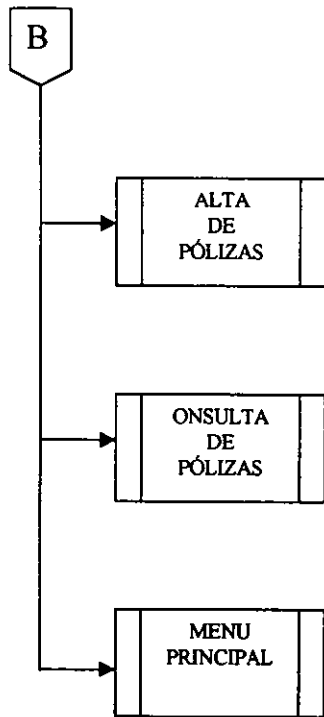 B
ALTA
DE
PÓLIZAS
ONSULTA
DE
PÓLIZAS
MENU
PRINCIPAL